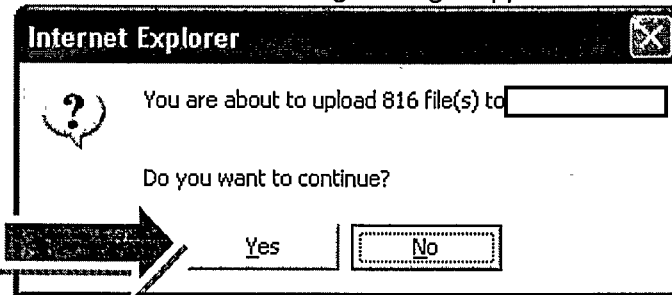 Internet Explorer
You are about to upload 816 file(s) to
Do you want to continue?
Yes
No